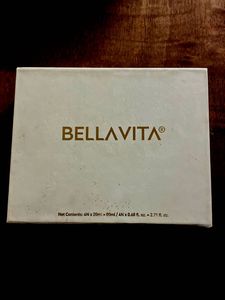 BELLAVITA®
Net Contents: 4N x 20ml = 80ml / 4N x 0.68 fl. oz. = 2.71 fl. oz.